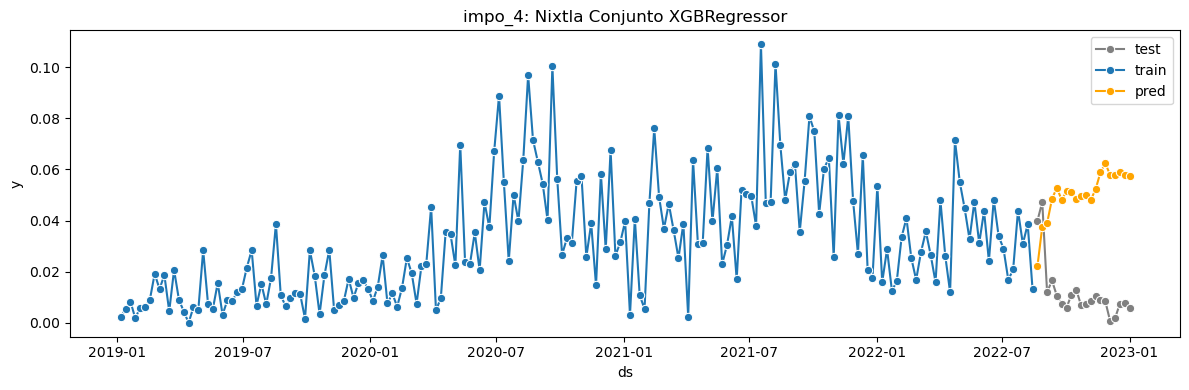 impo_4: Nixtla Conjunto XGBRegressor
test
train
pred
y
0.10
0.08
0.06
0.04
0.02
0.00
2019-01 2019-07 2020-01 2020-07 2021-01 2021-07 2022-01 2022-07 2023-01
ds